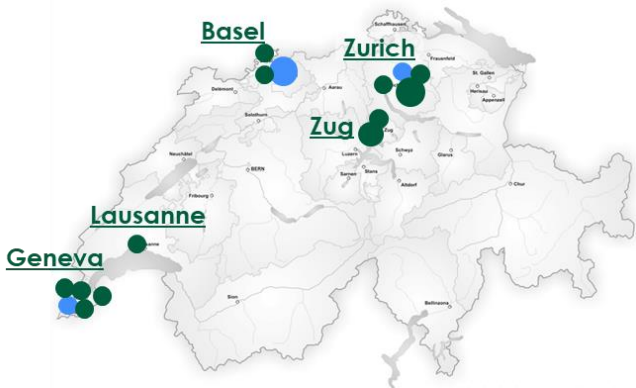 Basel
Zurich
Zug
Lausanne
Geneva
Schaffhausen
Frauenfeld
St. Gallen
Herisau
Appenzell
Aarau
Delémont
Solothurn
Zug
Luzern
Schwyz
Glarus
Neuchâtel
BERN
Sarnen
Stans
Altdorf
Chur
Fribourg
Sion
Bellinzona